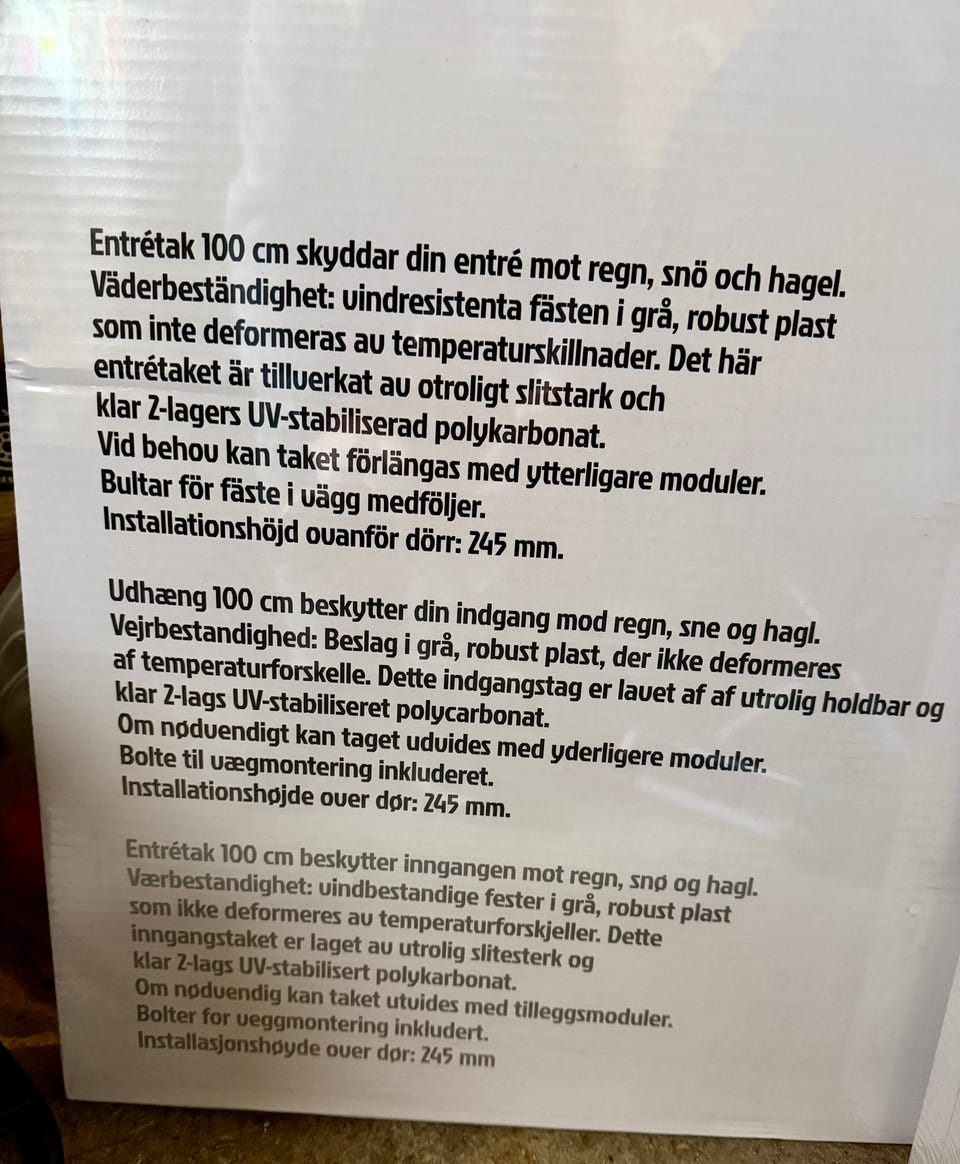 Entrétak 100 cm skyddar din entré mot regn, snö och hagel.
Väderbeständighet: vindresistenta fästen i grå, robust plast
som inte deformeras av temperaturskillnader. Det här
entrétaket är tillverkat av otroligt slitstark och
klar 2-lagers UV-stabiliserad polykarbonat.
Vid behov kan taket förlängas med ytterligare moduler.
Bultar för fäste i vägg medföljer.
Installationshöjd ovanför dörr: 245 mm.
Udhæng 100 cm beskytter din indgang mod regn, sne og hagl.
Vejrbestandighed: Beslag i grå, robust plast, der ikke deformeres
af temperaturforskelle. Dette indgangstag er lavet af af utrolig holdbar og
klar 2-lags UV-stabiliseret polycarbonat.
Om nødvendigt kan taget udvides med yderligere moduler.
Bolte til vægmontering inkluderet.
Installationshøjde over dør: 245 mm.
Entrétak 100 cm beskytter inngangen mot regn, snø og hagl.
Værbestandighet: vindbestandige fester i grå, robust plast
som ikke deformeres av temperaturforskjeller. Dette
inngangstaket er laget av utrolig slitesterk og
klar 2-lags UV-stabilisert polykarbonat.
Om nødvendig kan taket utvides med tilleggsmoduler.
Bolter for veggmontering inkludert.
Installasjonshøyde over dør: 245 mm